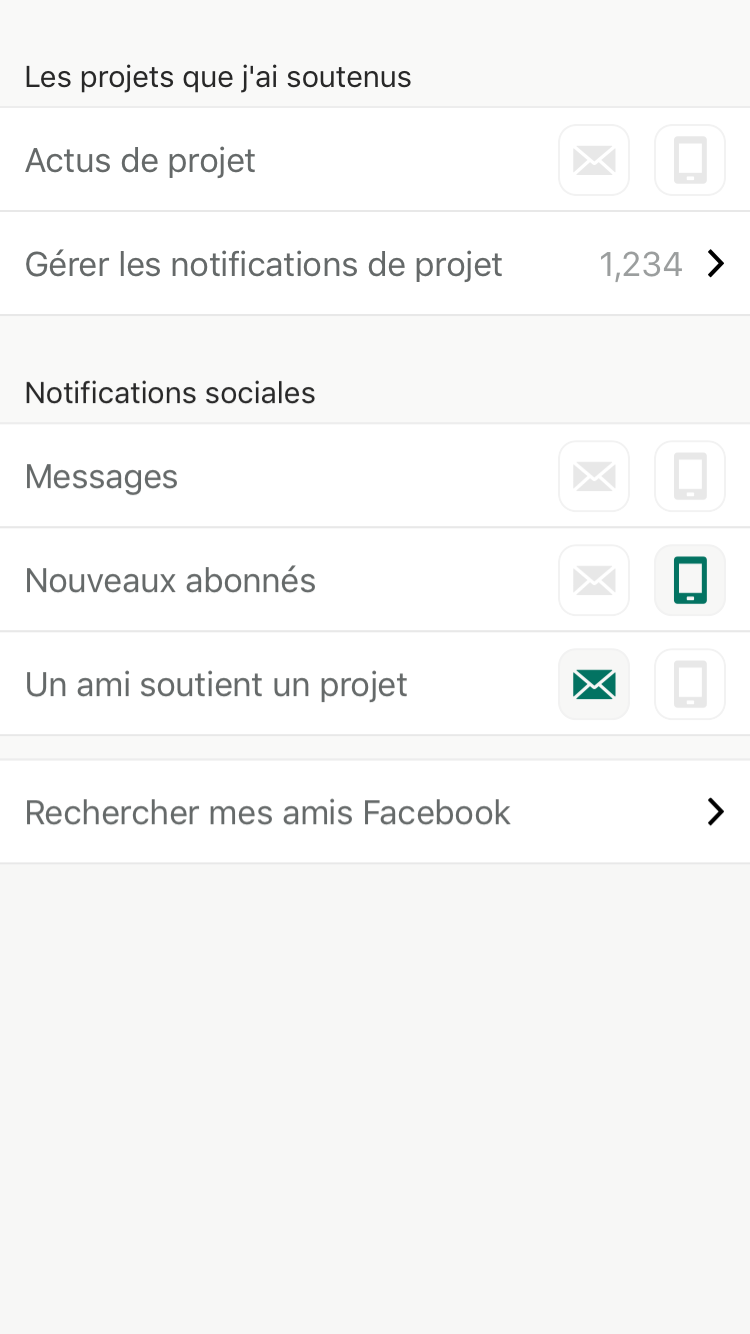 Les projets que j'ai soutenus
Actus de projet
Gérer les notifications de projet 1,234
Notifications sociales
Messages
Nouveaux abonnés
Un ami soutient un projet
Rechercher mes amis Facebook